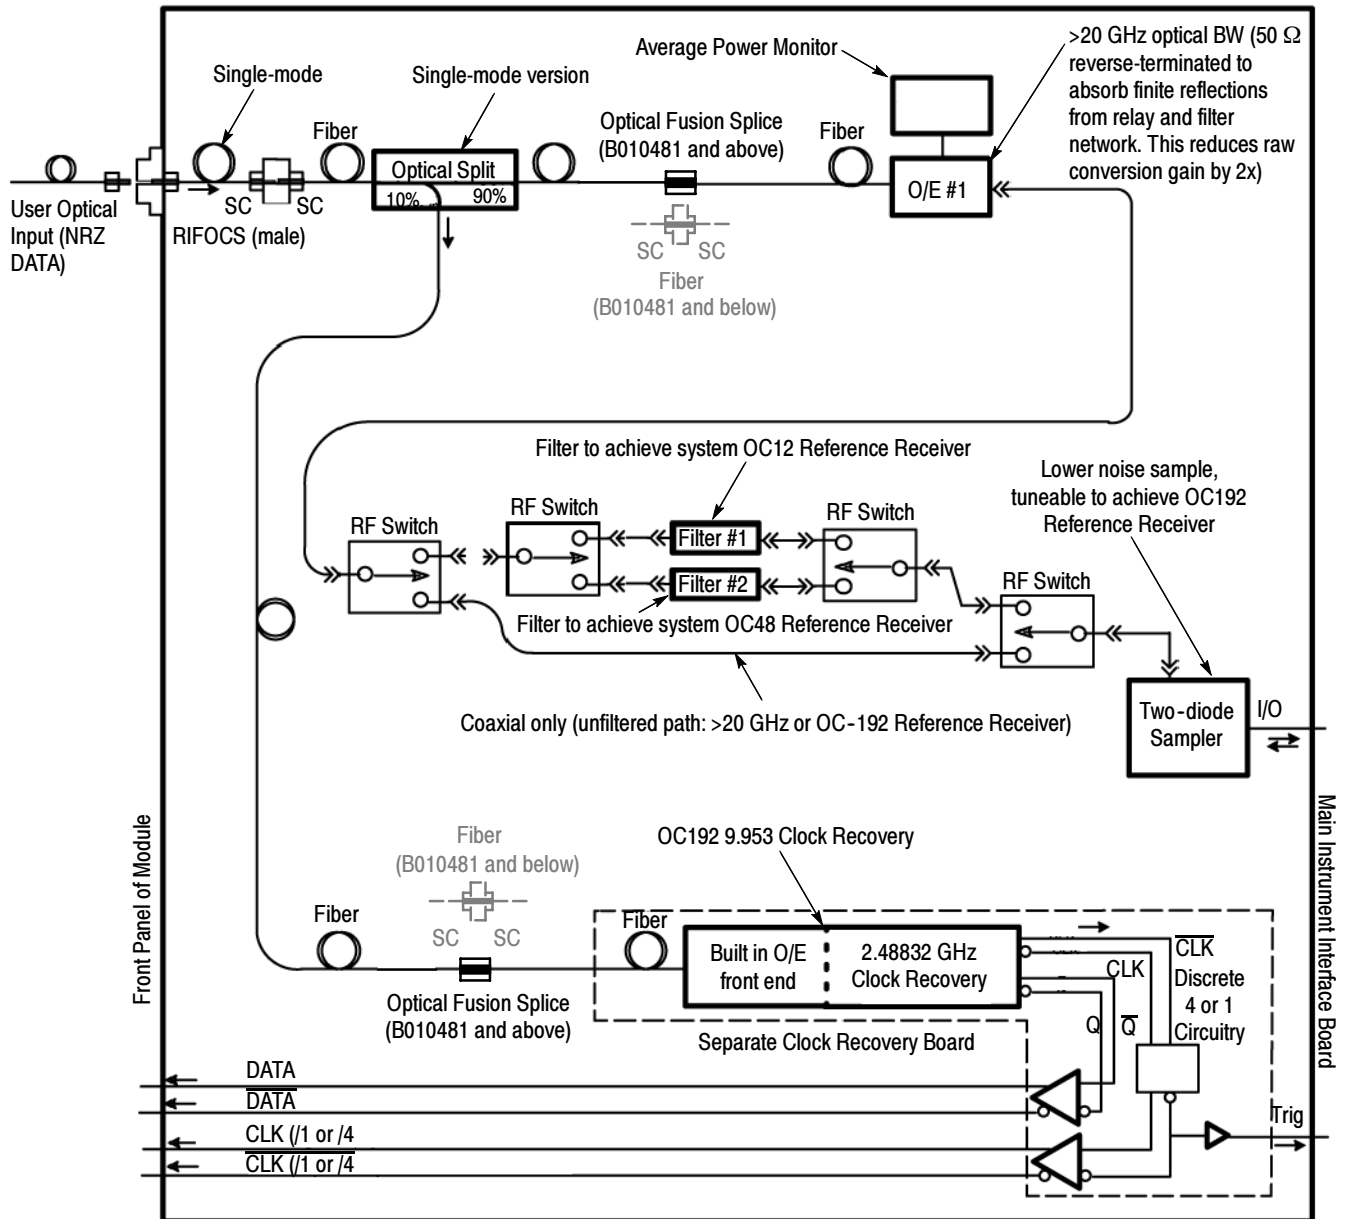 Average Power Monitor
>20 GHz optical BW (50 Ω
reverse-terminated to
absorb finite reflections
from relay and filter
network. This reduces raw
conversion gain by 2x)
Single-mode
Single-mode version
Fiber
Optical Fusion Splice
(B010481 and above)
Fiber
Optical Split
10%
90%
O/E #1
User Optical
Input (NRZ
DATA)
SC
SC
RIFOCS (male)
SC
SC
Fiber
(B010481 and below)
Filter to achieve system OC12 Reference Receiver
Lower noise sample,
tuneable to achieve OC192
Reference Receiver
RF Switch
RF Switch
RF Switch
Filter #1
Filter #2
RF Switch
Filter to achieve system OC48 Reference Receiver
Coaxial only (unfiltered path: >20 GHz or OC-192 Reference Receiver)
Two-diode
Sampler
I/O
Front Panel of Module
Main Instrument Interface Board
Fiber
(B010481 and below)
SC
SC
OC192 9.953 Clock Recovery
Fiber
Fiber
Optical Fusion Splice
(B010481 and above)
Built in O/E
front end
2.48832 GHz
Clock Recovery
CLK
CLK
Discrete
4 or 1
Circuitry
Q
Q
Separate Clock Recovery Board
DATA
DATA
CLK (/1 or /4
CLK (/1 or /4
Trig